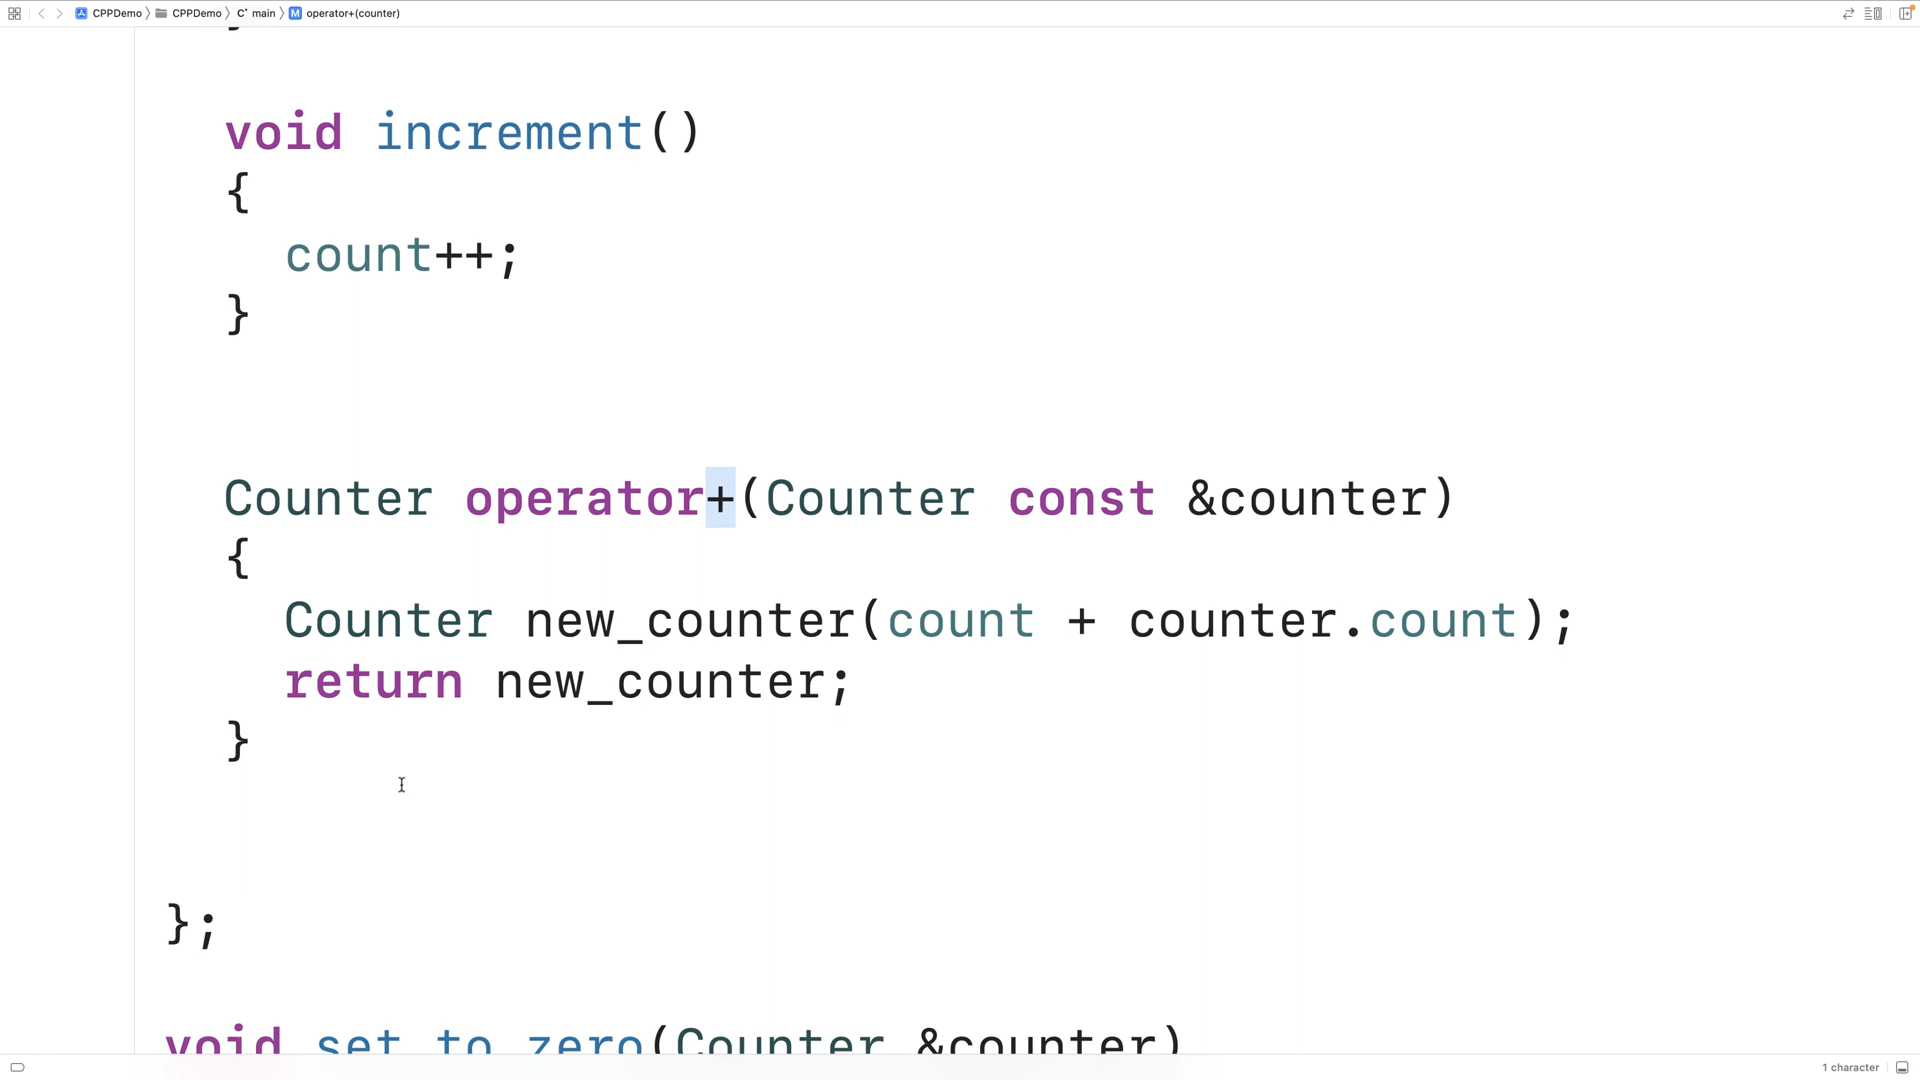 CPPDemo 〉 CPPDemo 〉 C⁺ main 〉 M operator+(counter)
}
void increment()
{
count++;
}
Counter operator+(Counter const &counter)
{
Counter new_counter(count + counter.count);
return new_counter;
}
};
void set_to_zero(Counter &counter)
1 character